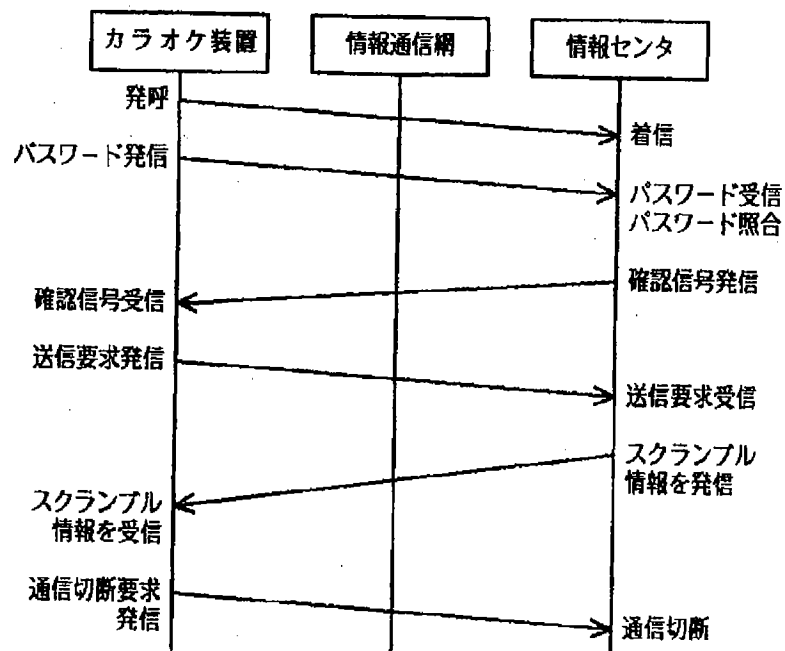 カラオケ装置
情報通信網
情報センタ
発呼
着信
パスワード発信
パスワード受信
パスワード照合
確認信号発信
確認信号受信
送信要求発信
送信要求受信
スクランブル
情報を発信
スクランブル
情報を受信
通信切断要求
発信
通信切断